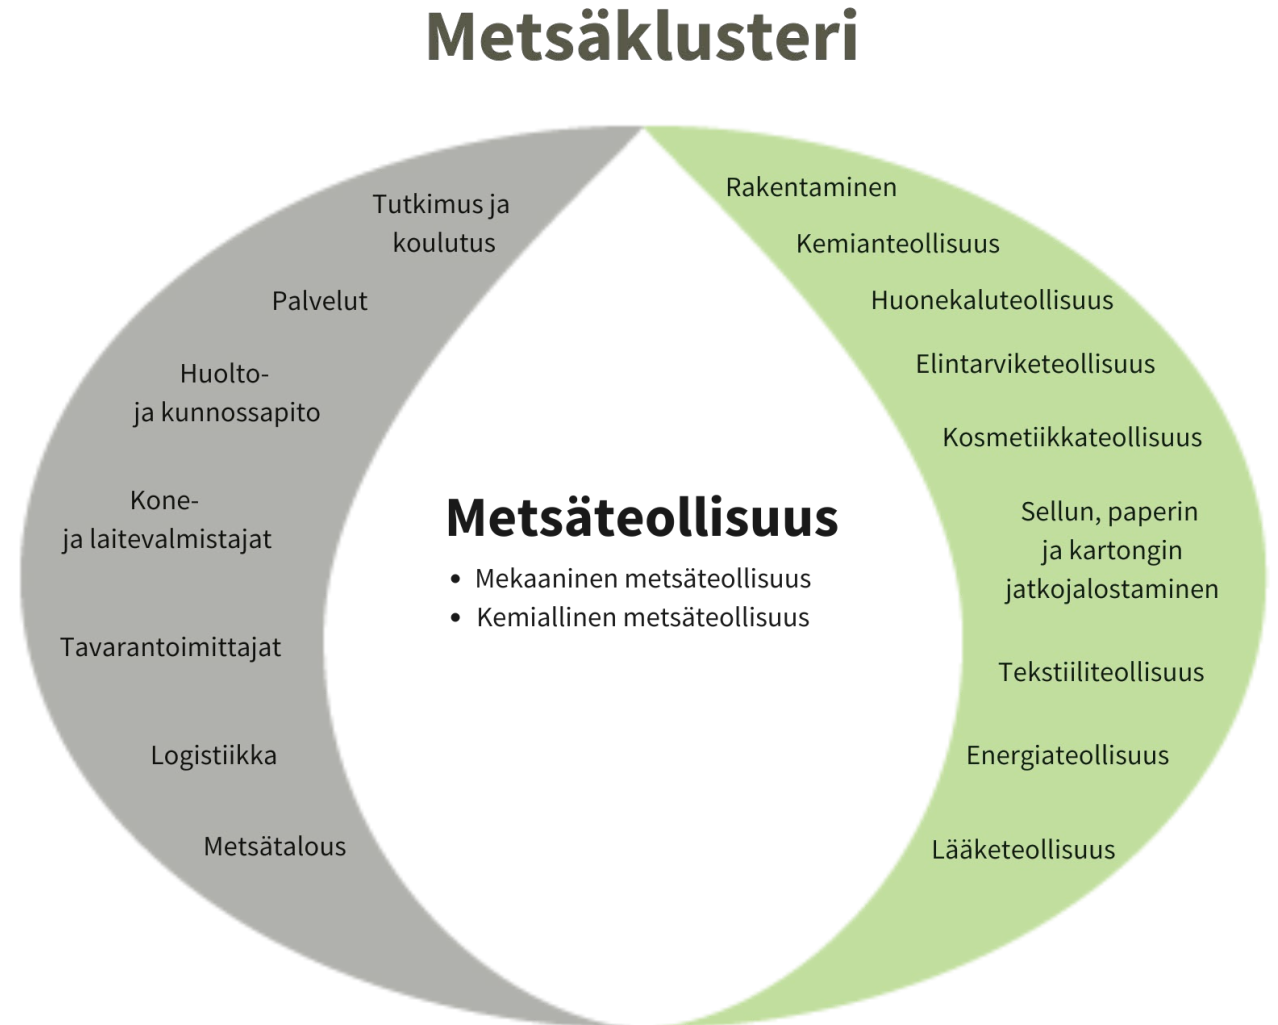 Metsäklusteri
Tutkimus ja
koulutus
Palvelut
Huolto-
ja kunnossapito
Kone-
ja laitevalmistajat
Tavarantoimittajat
Logistiikka
Metsätalous
Metsäteollisuus
• Mekaaninen metsäteollisuus
• Kemiallinen metsäteollisuus
Rakentaminen
Kemianteollisuus
Huonekaluteollisuus
Elintarviketeollisuus
Kosmetiikkateollisuus
Sellun, paperin
ja kartongin
jatkojalostaminen
Tekstiiliteollisuus
Energiateollisuus
Lääketeollisuus